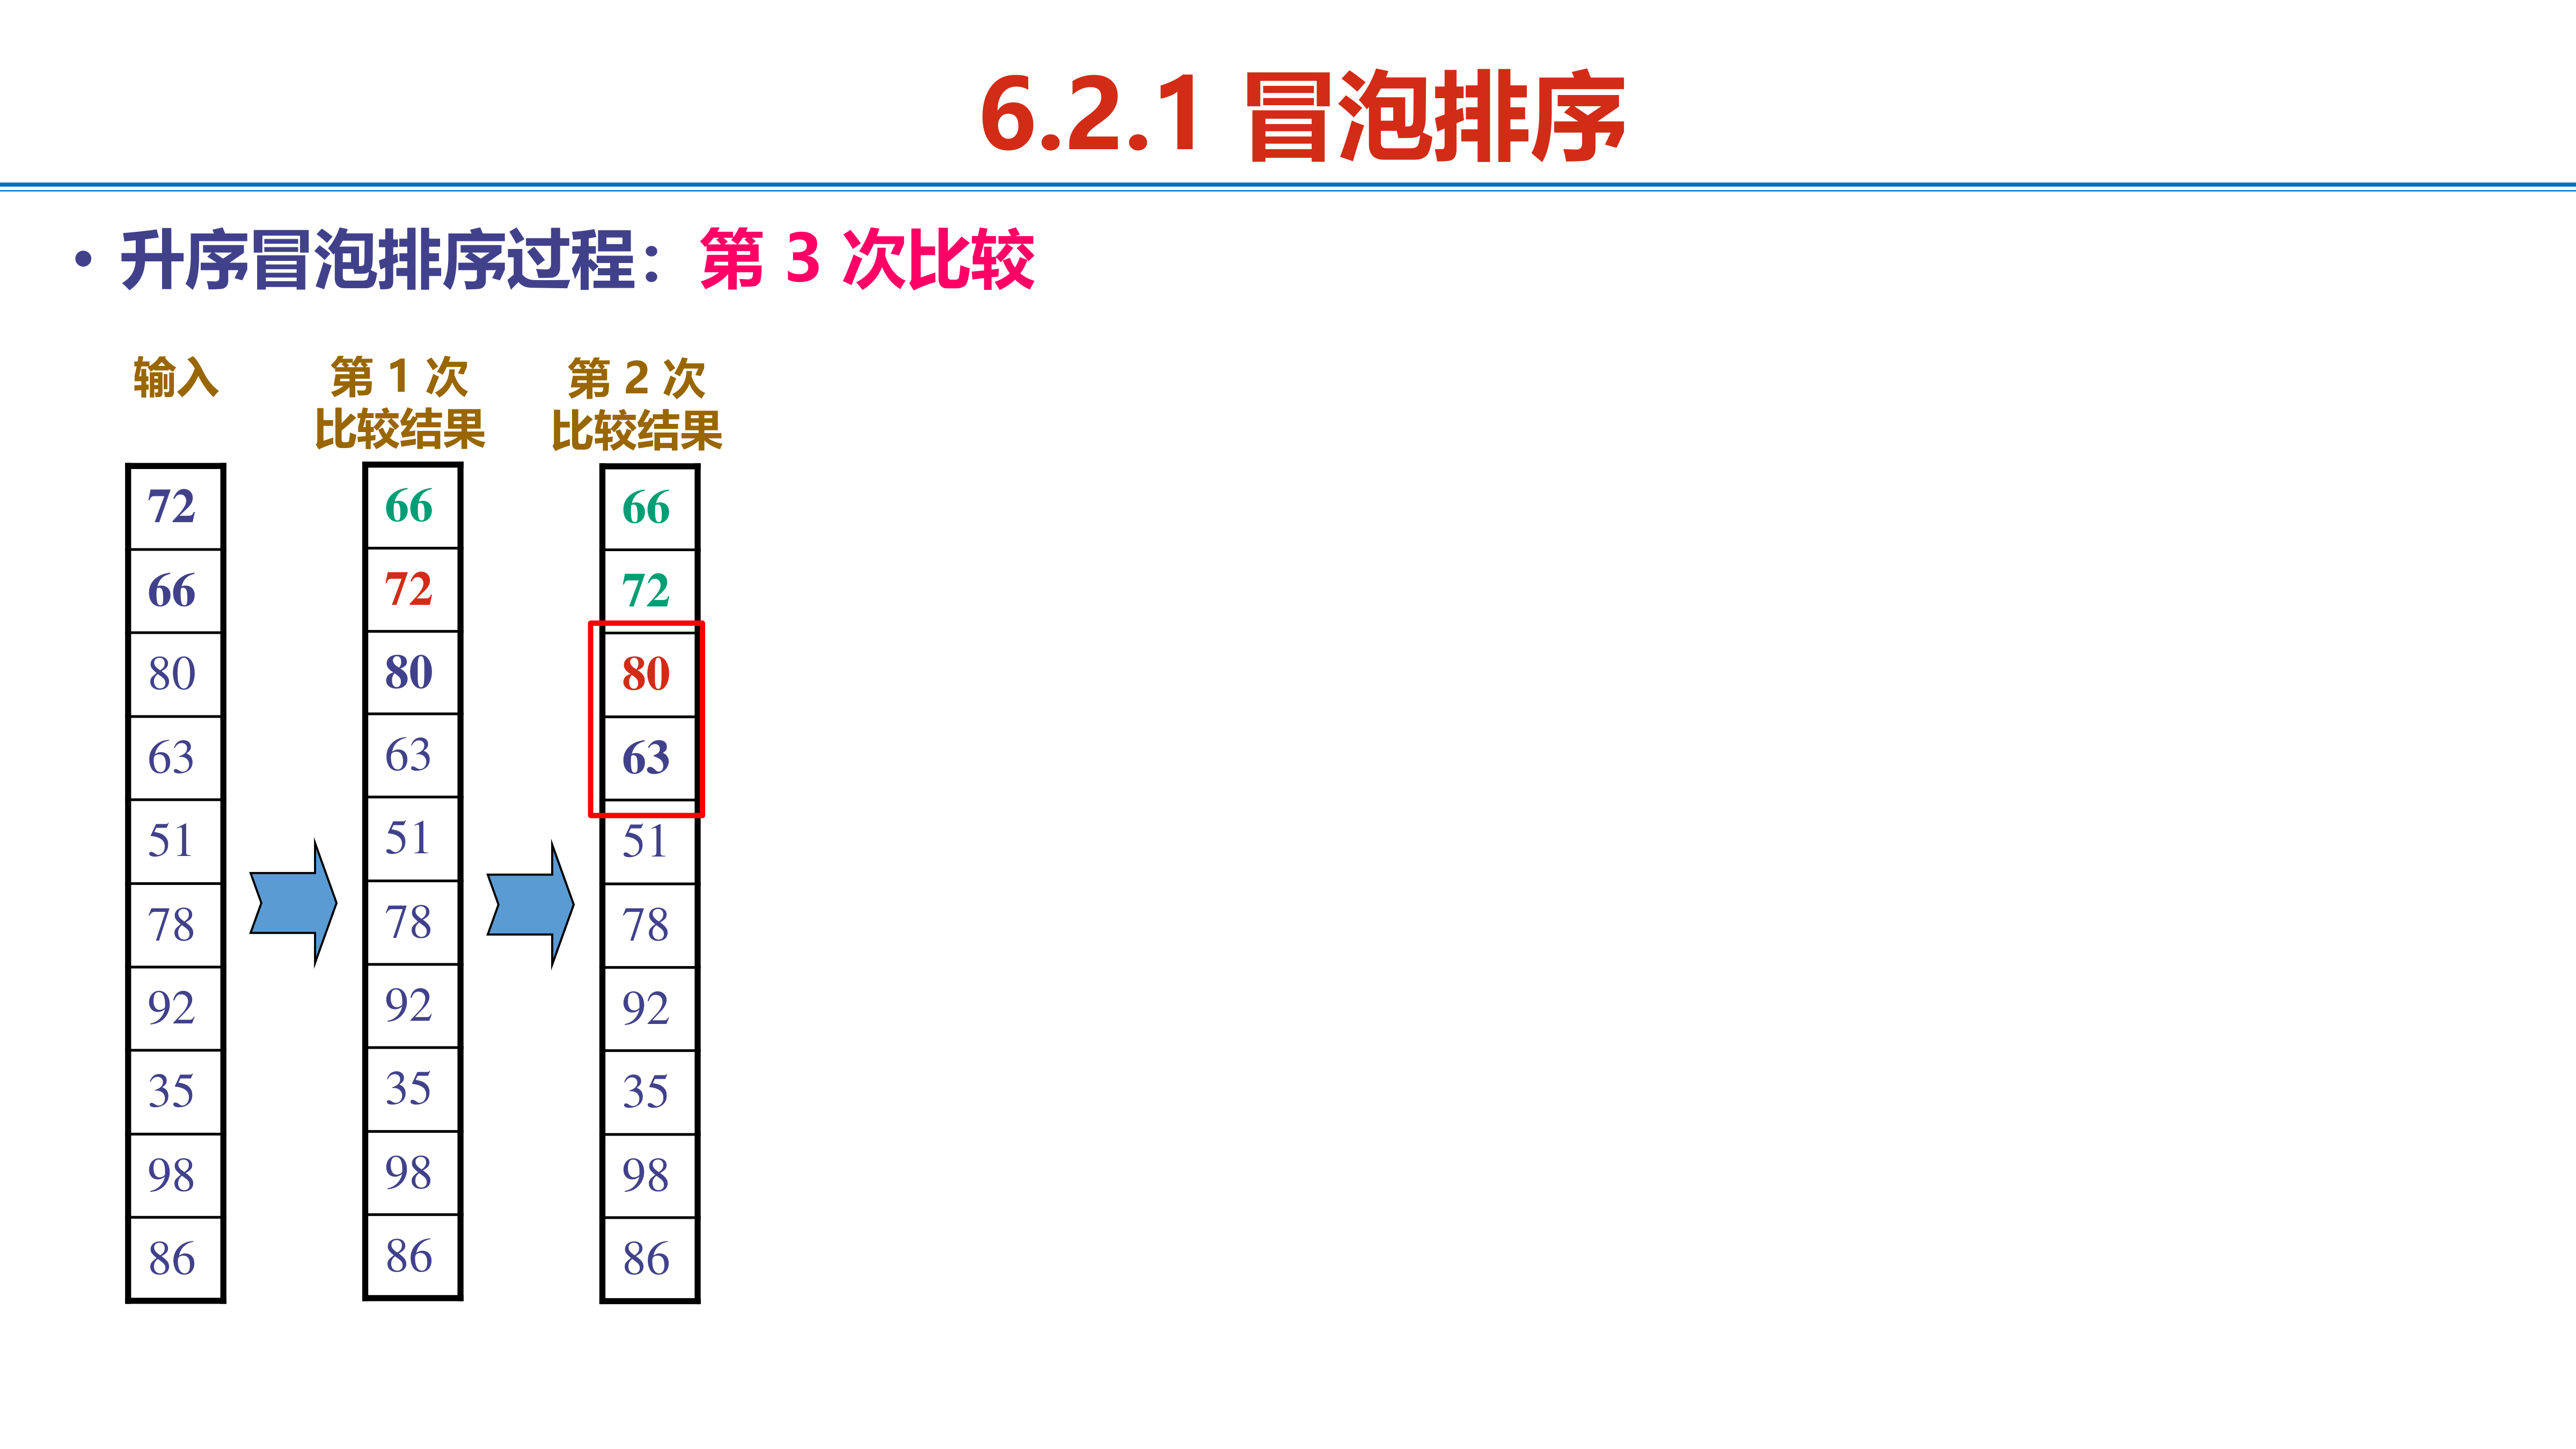 6.2.1 冒泡排序
• 升序冒泡排序过程：第 3 次比较
输入
第 1 次
比较结果
第 2 次
比较结果
72 66 66
66 72 72
80 80 80
63 63 63
51 51 51
78 78 78
92 92 92
35 35 35
98 98 98
86 86 86